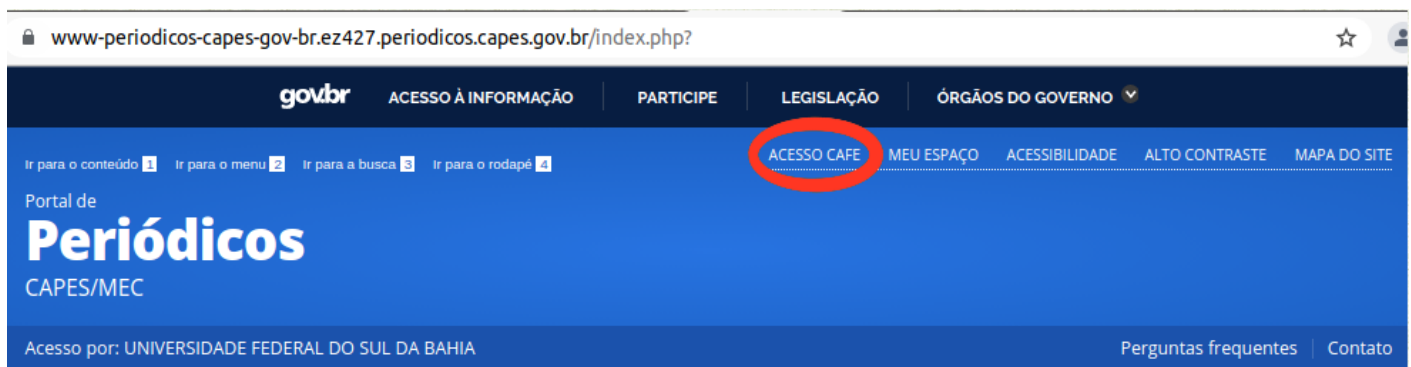 www-periodicos-capes-gov-br.ez427.periodicos.capes.gov.br/index.php?
govbr ACESSO À INFORMAÇÃO PARTICIPE LEGISLAÇÃO ÓRGÃOS DO GOVERNO
Ir para o conteúdo 1 Ir para o menu 2 Ir para a busca 3 Ir para o rodapé 4 ACESSO CAFE MEU ESPAÇO ACESSIBILIDADE ALTO CONTRASTE MAPA DO SITE
Portal de
Periódicos
CAPES/MEC
Acesso por: UNIVERSIDADE FEDERAL DO SUL DA BAHIA Perguntas frequentes Contato